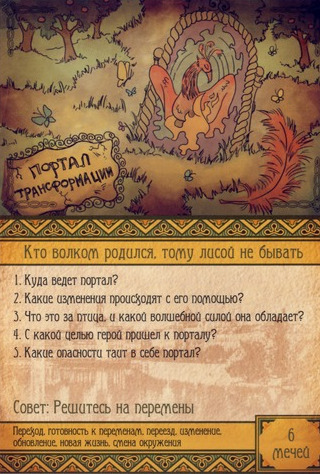 ПОРТАЛ
ТРАНСФОРМАЦИИ
Кто волком родился, тому лисой не бывать
1. Куда ведет портал?
2. Какие изменения происходят с его помощью?
3. Что это за птица, и какой волшебной силой она обладает?
4. С какой целью герой пришел к порталу?
5. Какие опасности таит в себе портал?
Совет: Решитесь на перемены
Переход, готовность к переменам, переезд, изменение,
обновление, новая жизнь, смена окружения
6
мечей